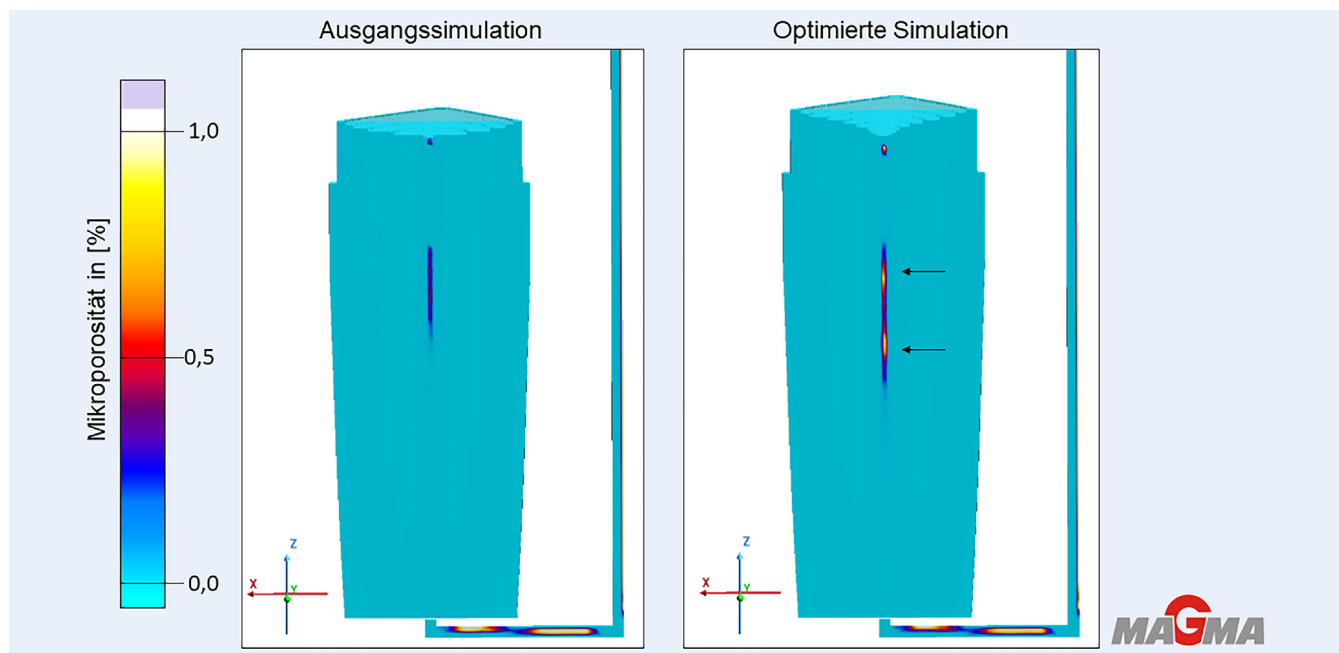 Ausgangssimulation
Optimierte Simulation
Mikroporosität in [%]
1,0
0,5
0,0
Z
X
Y
Z
X
Y
MAGMA